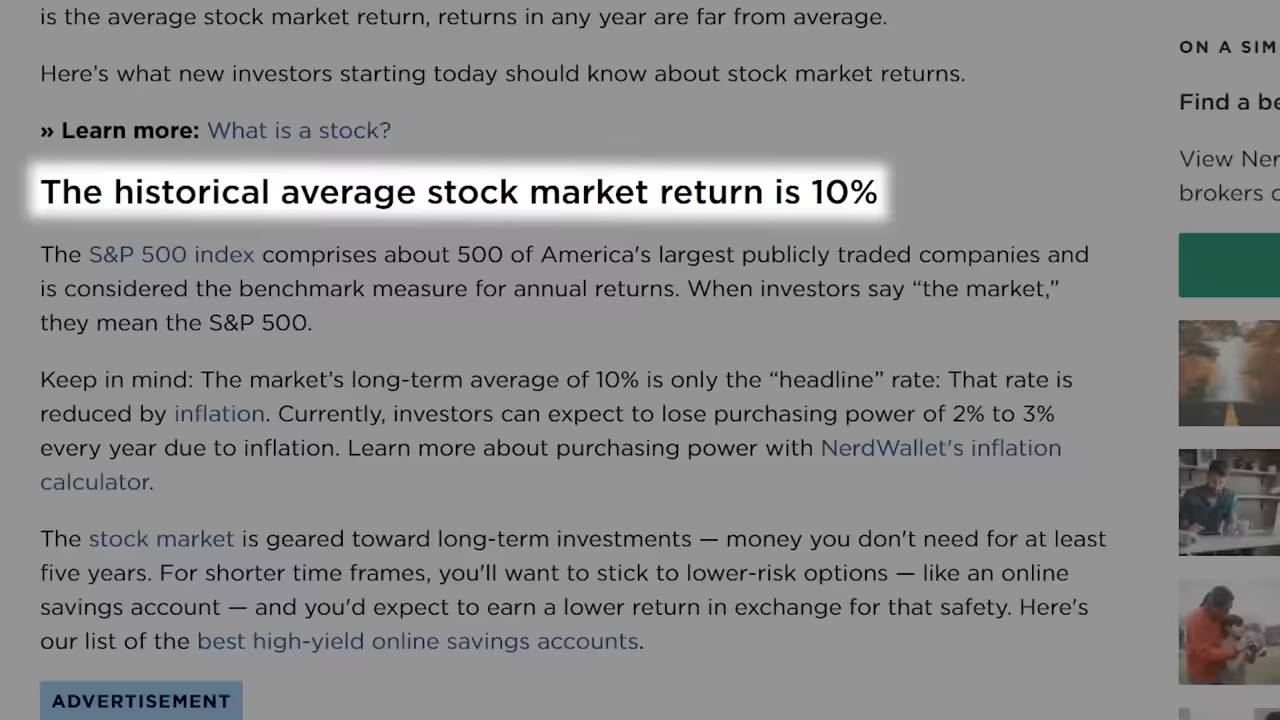 is the average stock market return, returns in any year are far from average.
Here’s what new investors starting today should know about stock market returns.
» Learn more: What is a stock?
The historical average stock market return is 10%
The S&P 500 index comprises about 500 of America's largest publicly traded companies and
is considered the benchmark measure for annual returns. When investors say “the market,”
they mean the S&P 500.
Keep in mind: The market’s long-term average of 10% is only the “headline” rate: That rate is
reduced by inflation. Currently, investors can expect to lose purchasing power of 2% to 3%
every year due to inflation. Learn more about purchasing power with NerdWallet's inflation
calculator.
The stock market is geared toward long-term investments — money you don't need for at least
five years. For shorter time frames, you'll want to stick to lower-risk options — like an online
savings account — and you'd expect to earn a lower return in exchange for that safety. Here's
our list of the best high-yield online savings accounts.
ADVERTISEMENT
ON A
Find a
View
brokers